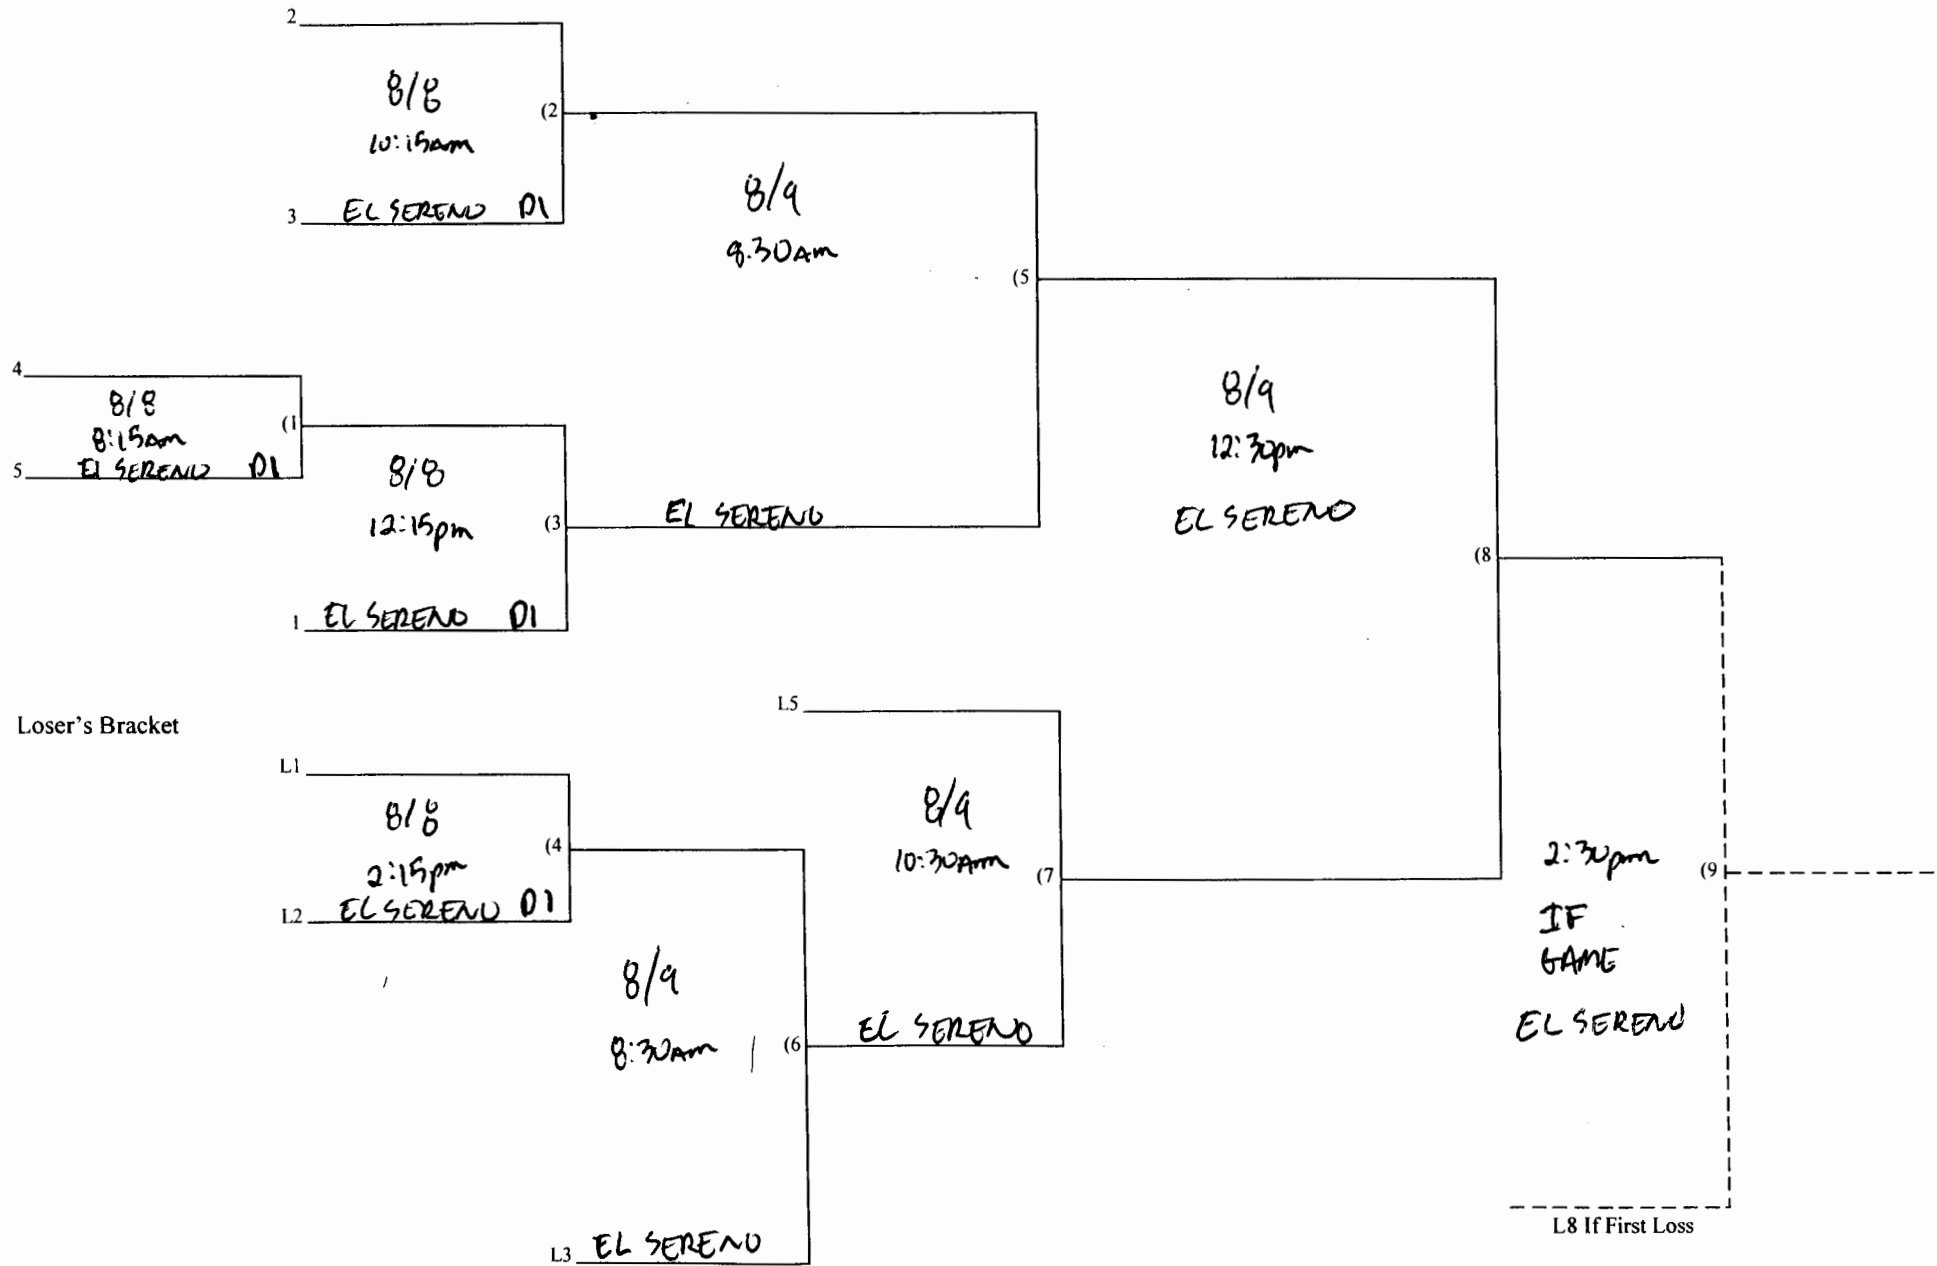 2
8/8
(2
10:15am
3 EL SERENO D1
8/9
8:30AM
(5
4
8/8
(1
8:15am
5 El SERENO D1
8/8
12:15pm
(3
EL SERENO
1 EL SERENO D1
8/9
12:30pm
EL SERENO
(8
Loser's Bracket
L1
8/8
2:15pm
(4
L2 EL SERENO D1
L5
8/9
10:30Am
(7
8/9
8:30AM
(6
EL SERENO
L3 EL SERENO
2:30pm
(9
IF
GAME
EL SERENO
L8 If First Loss